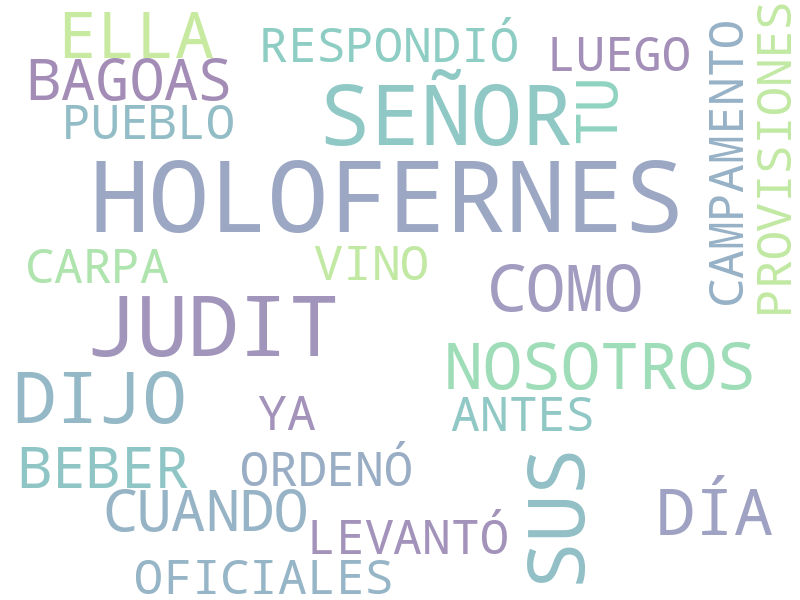 ELLA
RESPONDIÓ
LUEGO
BAGOAS
SEÑOR
TU
PUEBLO
CAMPAMENTO
PROVISIONES
HOLOFERNES
CARPA
VINO
COMO
JUDIT
NOSOTROS
DIJO
YA
ANTES
BEBER
ORDENÓ
SUS
CUANDO
DÍA
LEVANTÓ
OFICIALES